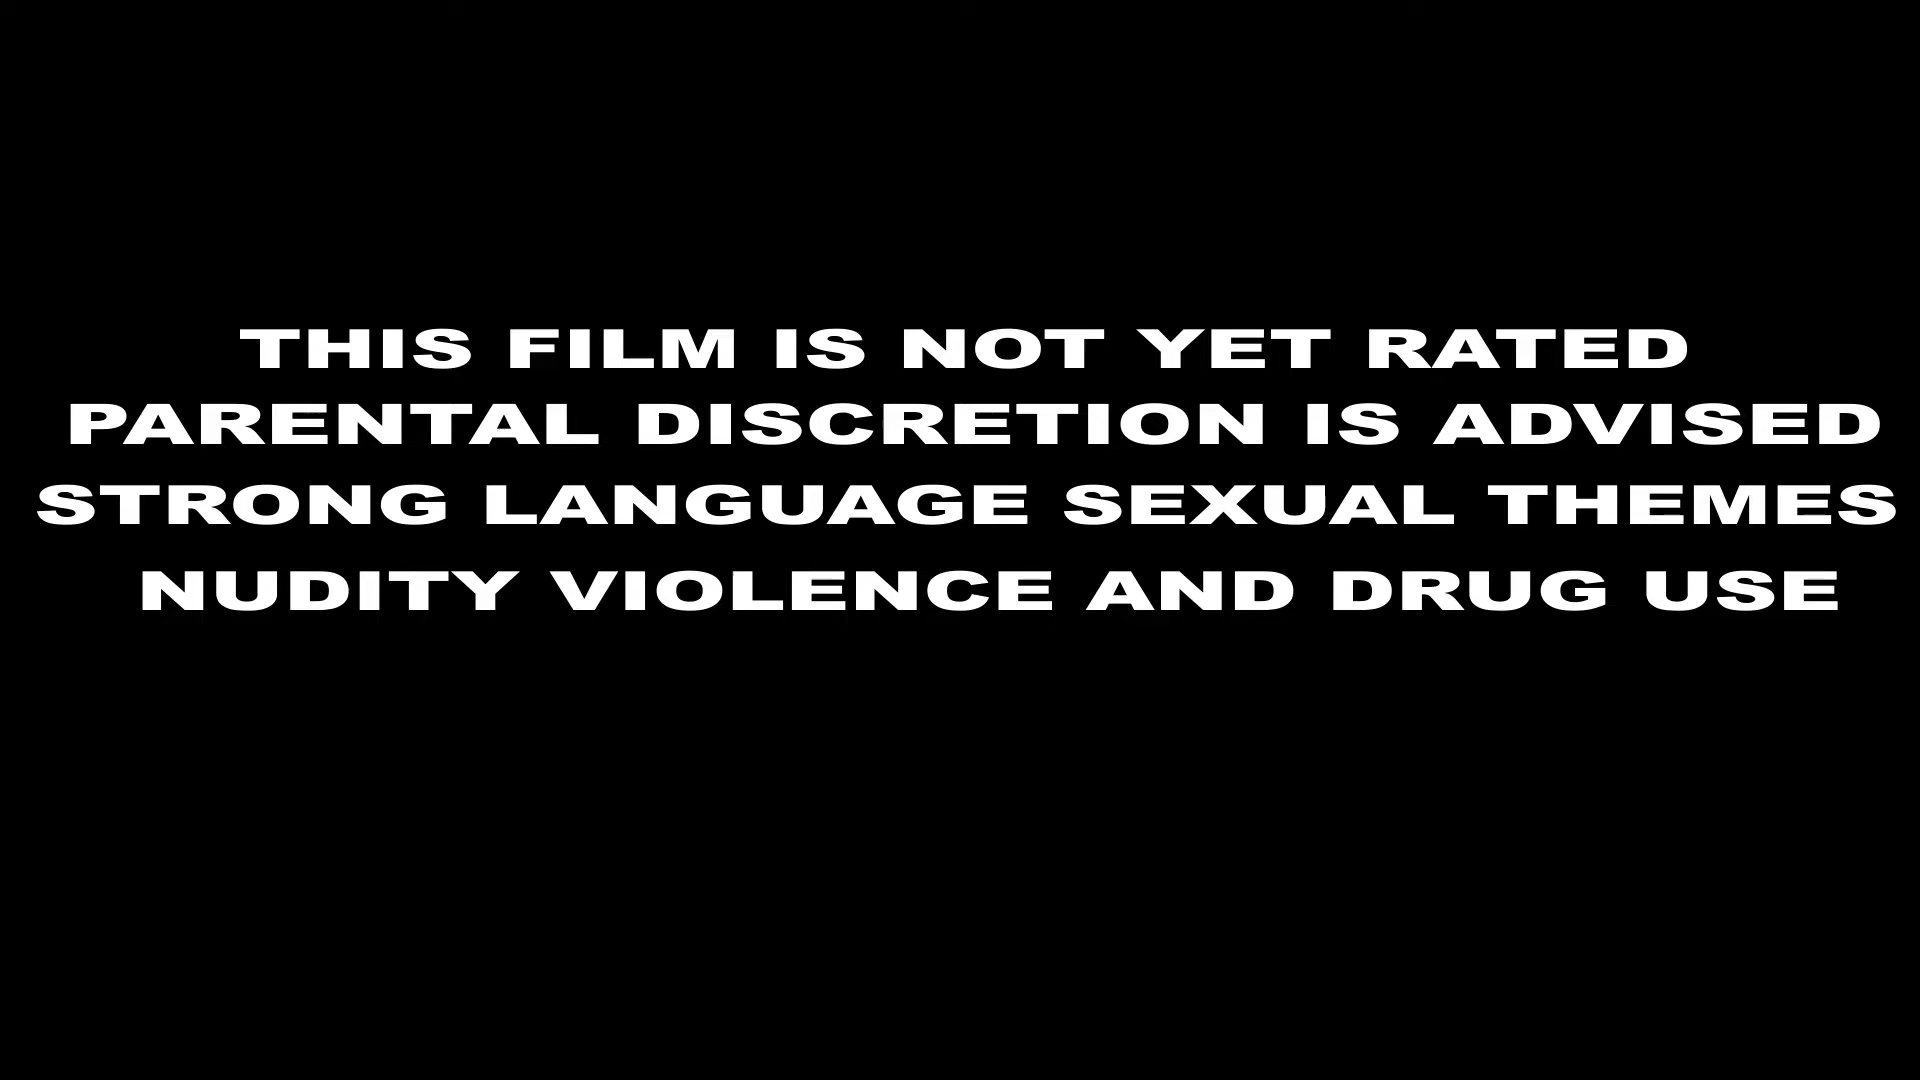 THIS FILM IS NOT YET RATED
PARENTAL DISCRETION IS ADVISED
STRONG LANGUAGE SEXUAL THEMES
NUDITY VIOLENCE AND DRUG USE